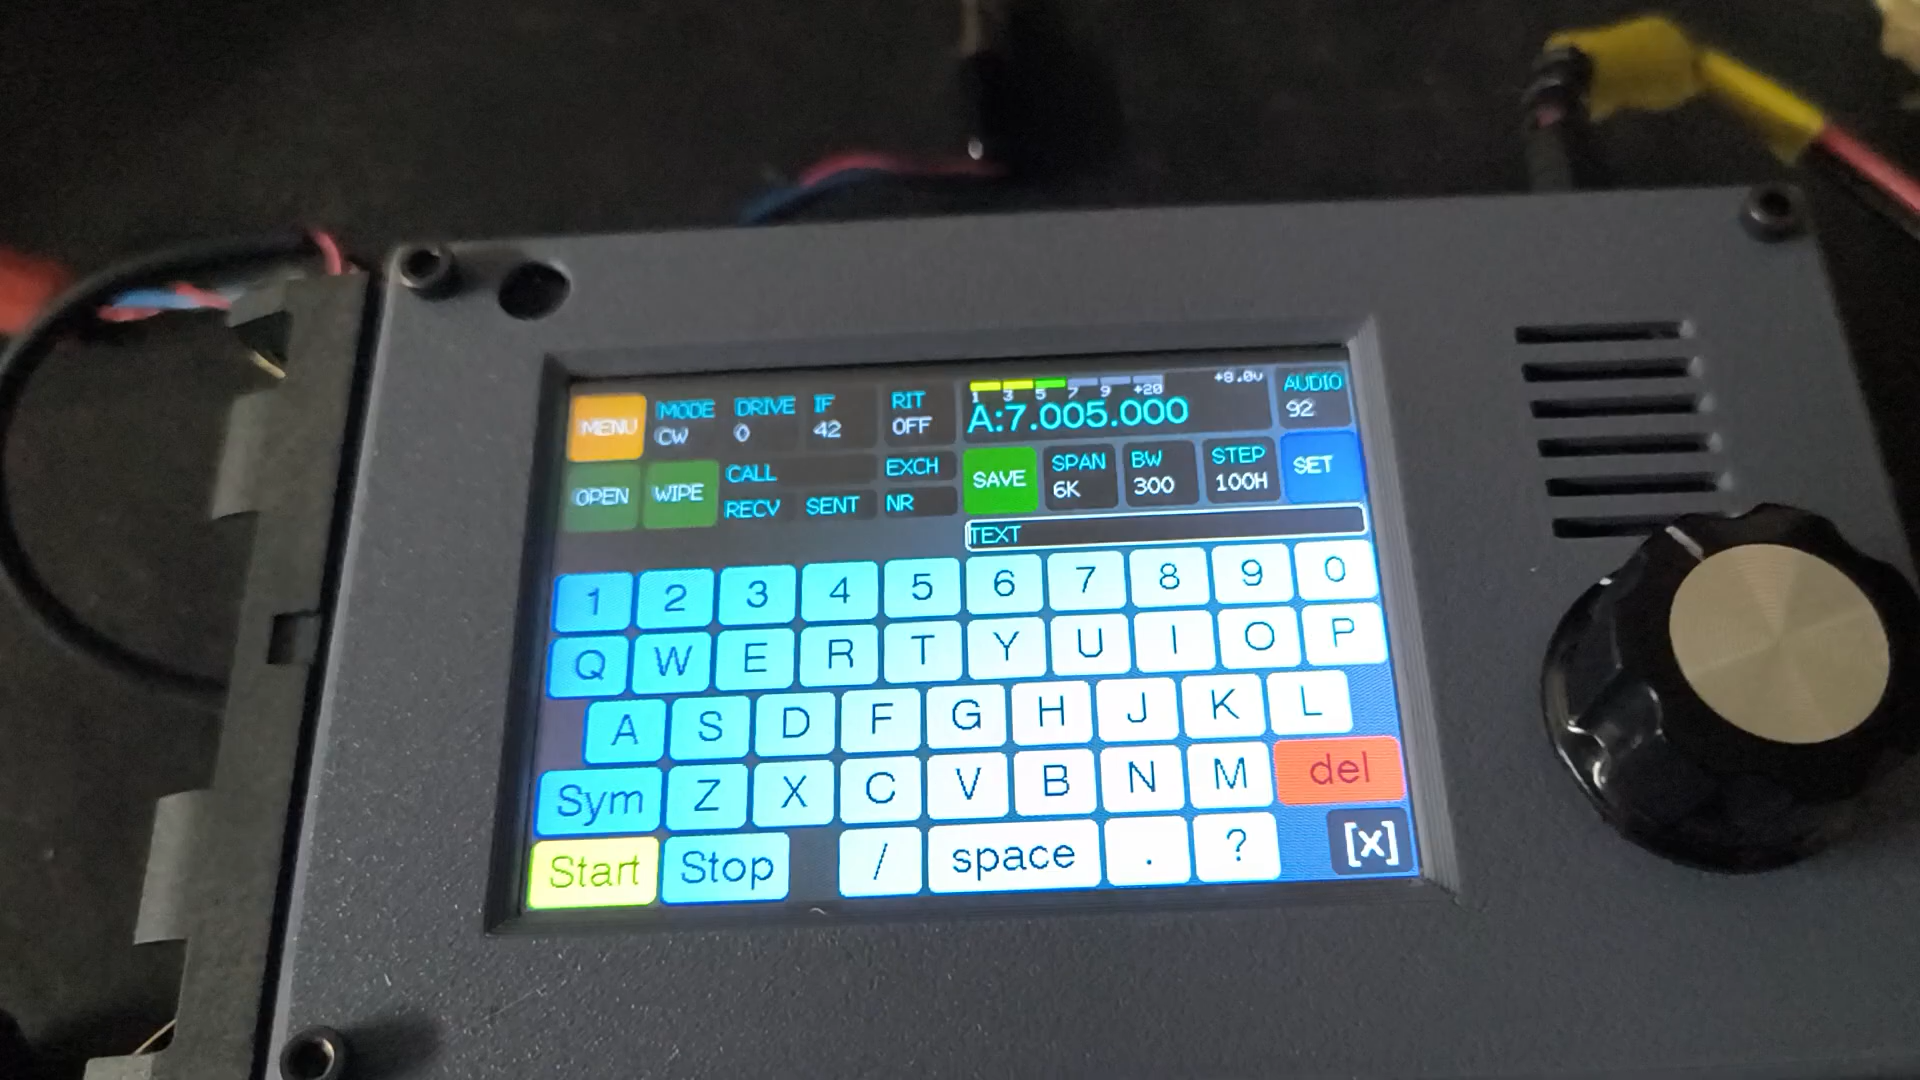 MENU MODE CW DRIVE 0 IF 42 RIT OFF
1 3 5 7 9 +20 +8.0v
A:7.005.000
AUDIO 92
OPEN WIPE CALL EXCH
RECV SENT NR
SAVE SPAN 6K BW 300 STEP 100H SET
TEXT
1 2 3 4 5 6 7 8 9 0
Q W E R T Y U I O P
A S D F G H J K L
Sym Z X C V B N M del
Start Stop / space . ? [x]